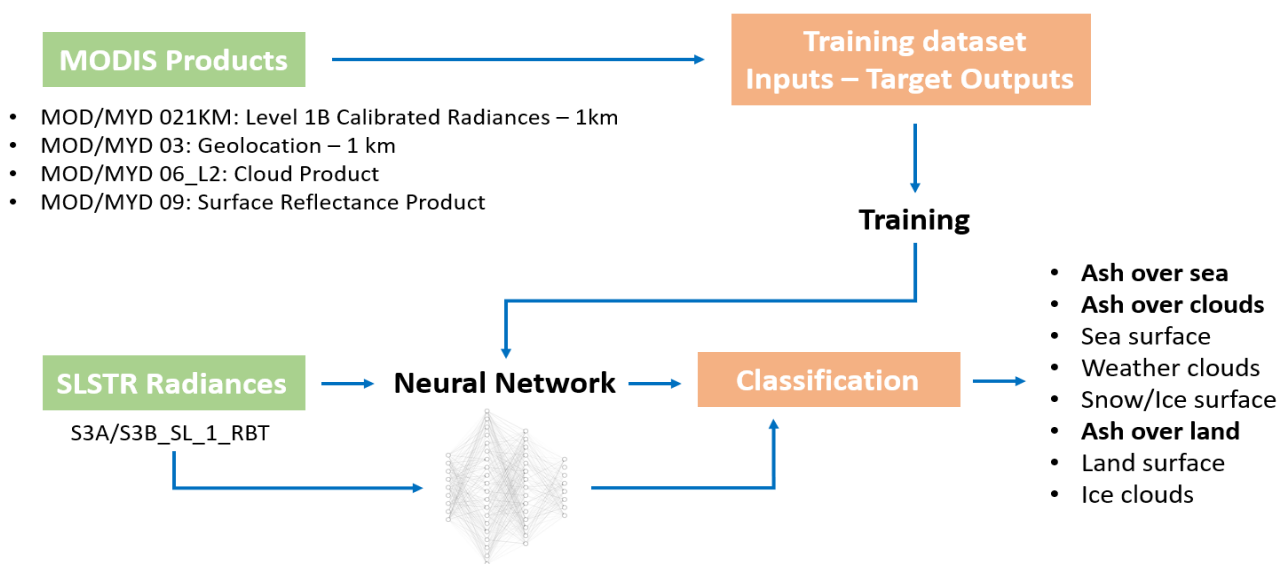 MODIS Products
Training dataset
Inputs – Target Outputs
• MOD/MYD 021KM: Level 1B Calibrated Radiances – 1km
• MOD/MYD 03: Geolocation – 1 km
• MOD/MYD 06_L2: Cloud Product
• MOD/MYD 09: Surface Reflectance Product
Training
SLSTR Radiances
S3A/S3B_SL_1_RBT
Neural Network
Classification
• Ash over sea
• Ash over clouds
• Sea surface
• Weather clouds
• Snow/Ice surface
• Ash over land
• Land surface
• Ice clouds